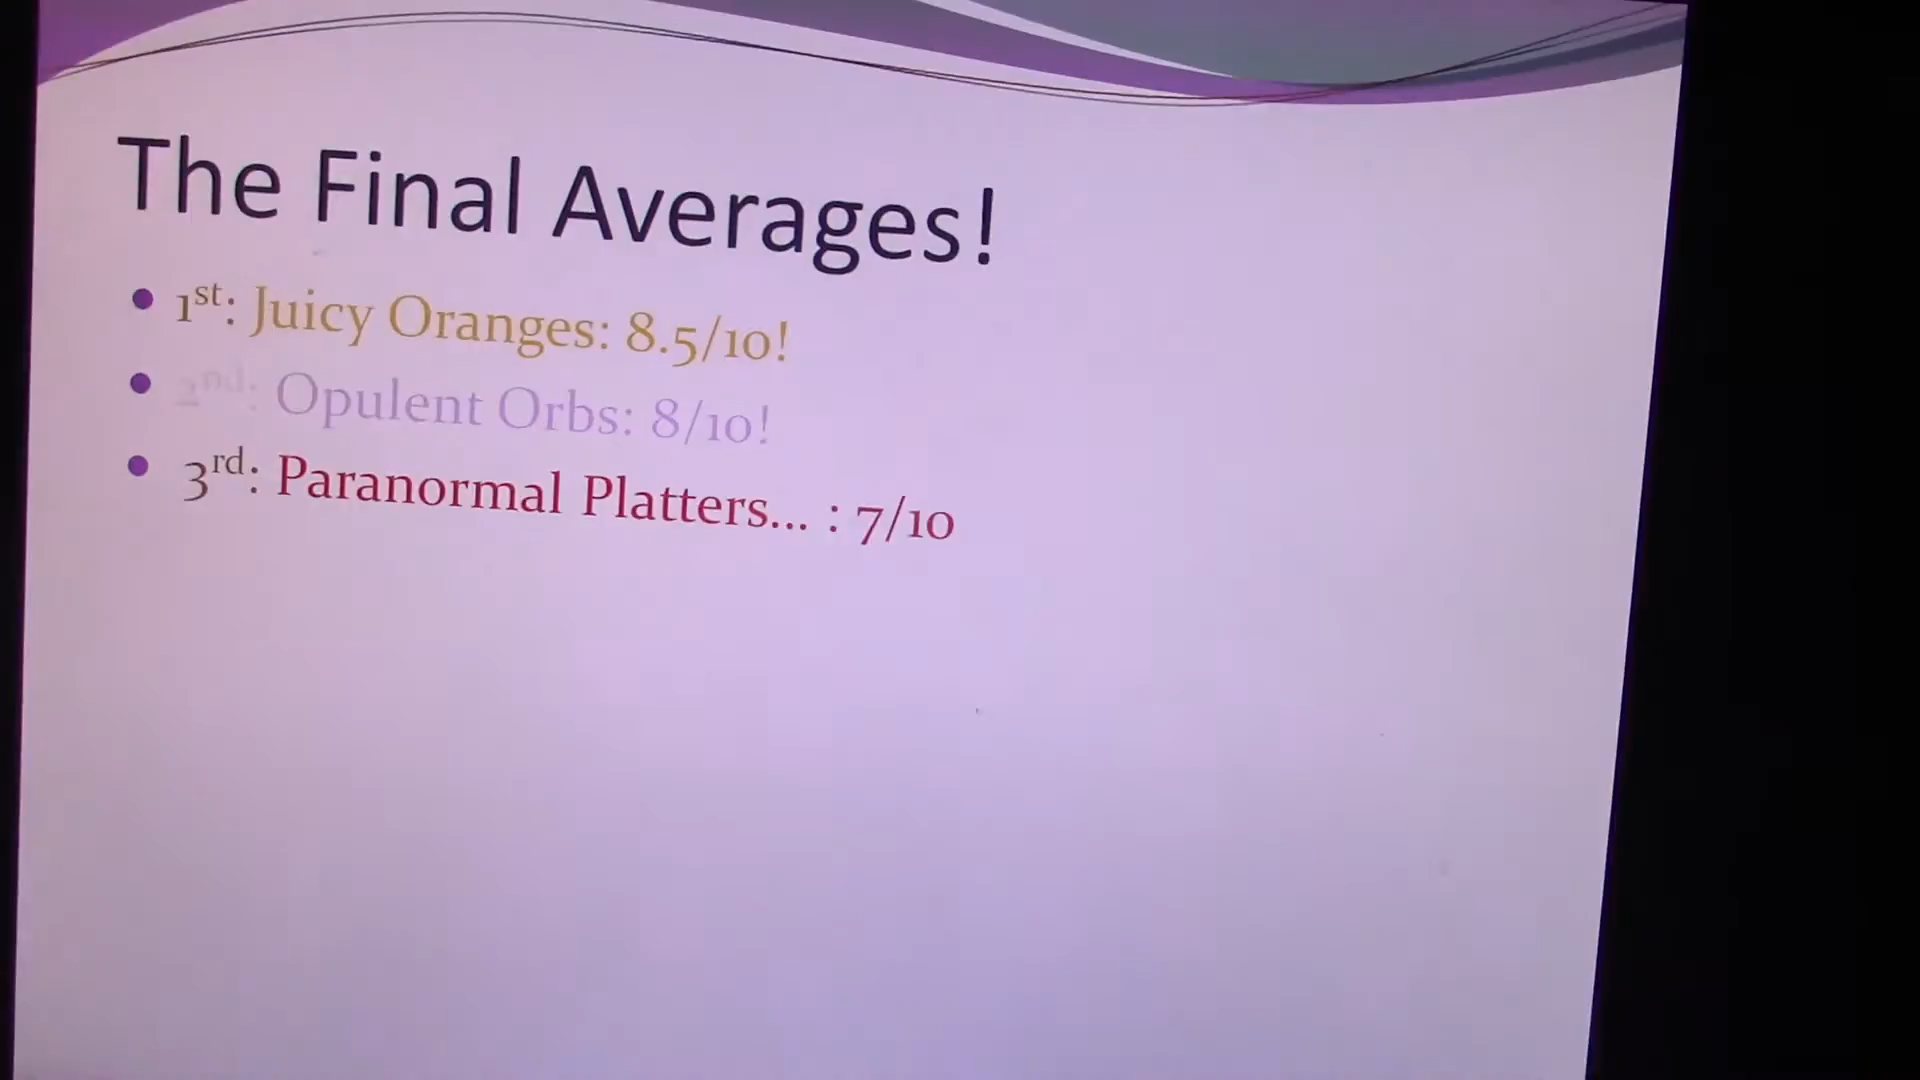 The Final Averages!
1st: Juicy Oranges: 8.5/10!
2nd: Opulent Orbs: 8/10!
3rd: Paranormal Platters... : 7/10